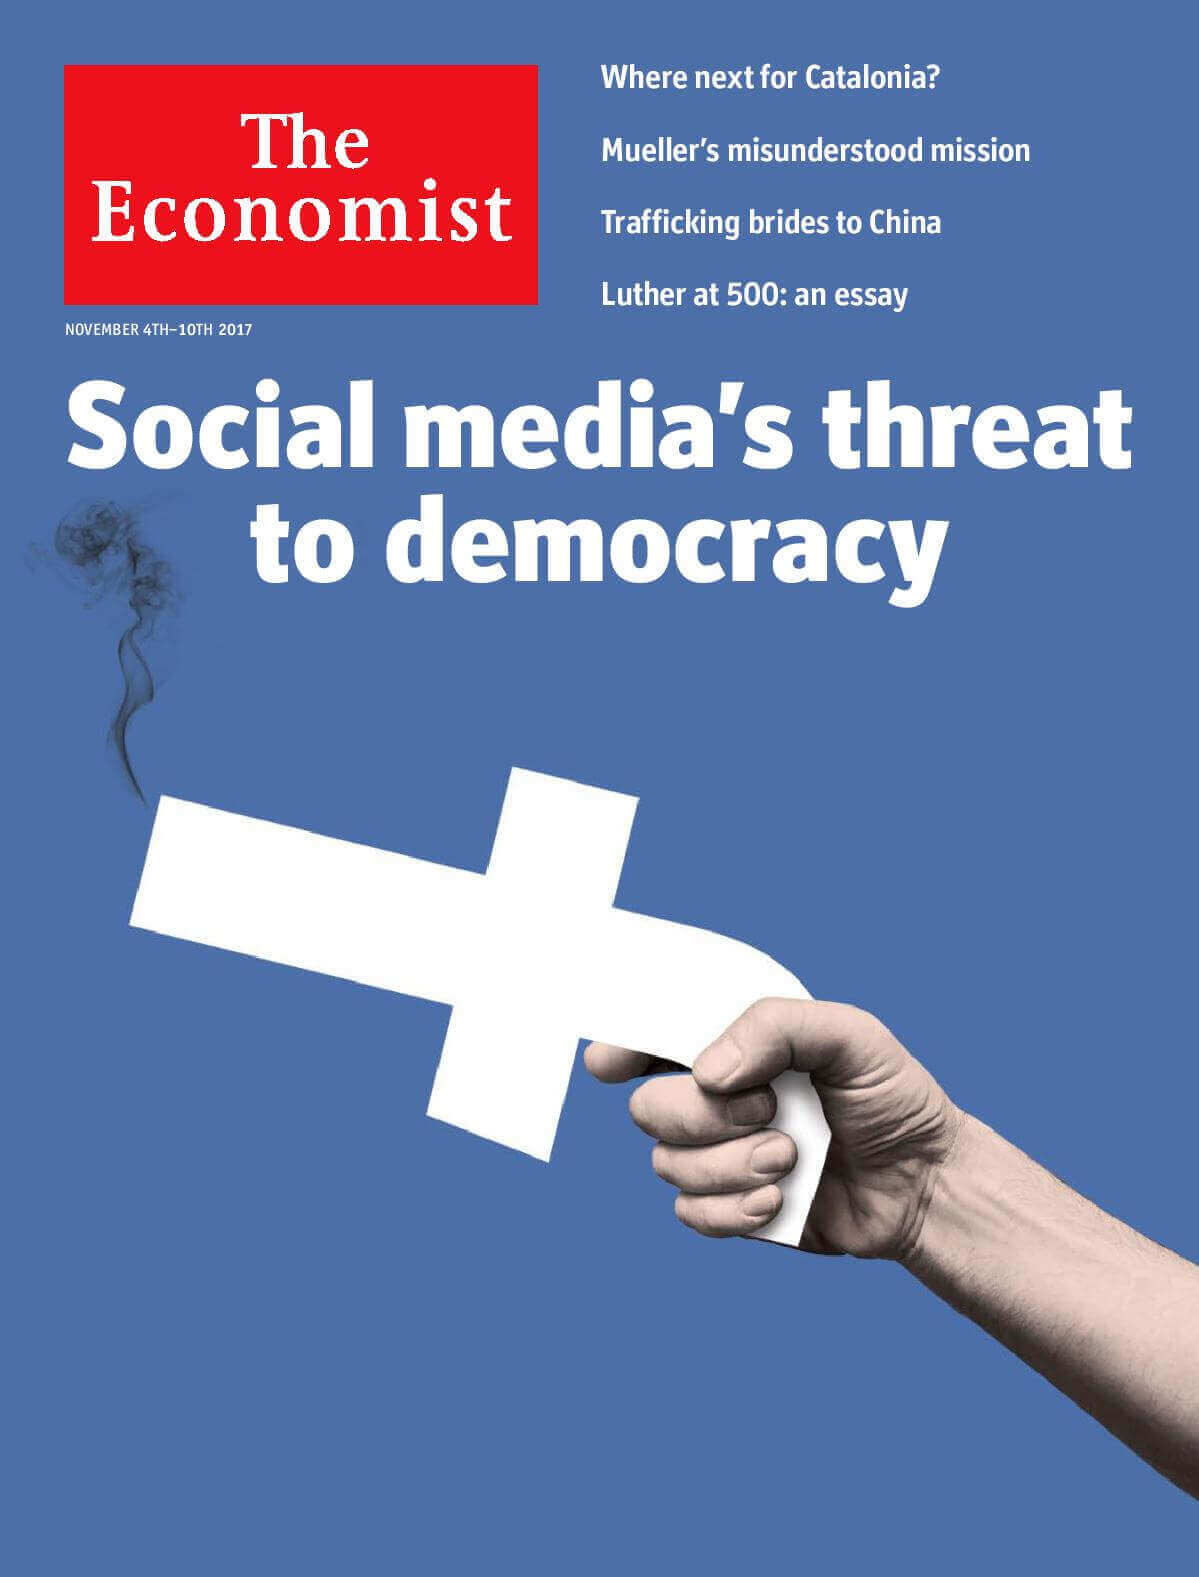 The
Economist
NOVEMBER 4TH–10TH 2017
Where next for Catalonia?
Mueller’s misunderstood mission
Trafficking brides to China
Luther at 500: an essay
Social media’s threat
to democracy